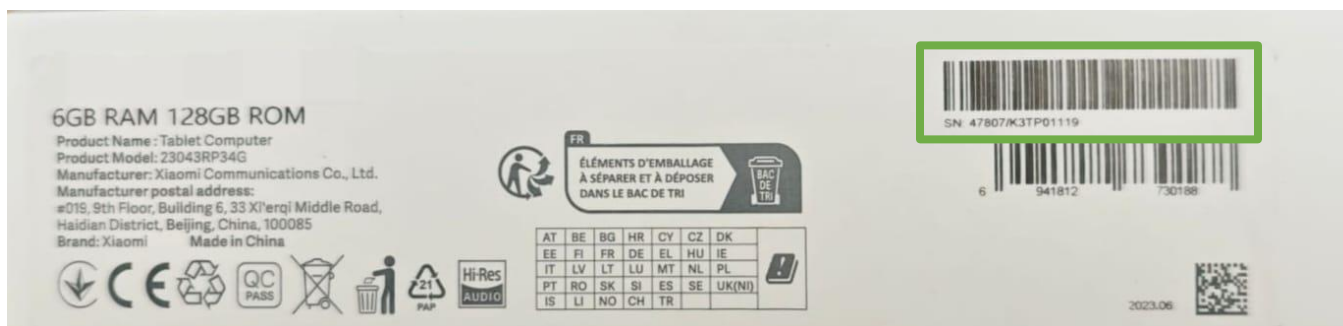 6GB RAM 128GB ROM
Product Name : Tablet Computer
Product Model: 23043RP34G
Manufacturer: Xiaomi Communications Co., Ltd.
Manufacturer postal address:
#019, 9th Floor, Building 6, 33 Xi'erqi Middle Road,
Haidian District, Beijing, China, 100085
Brand: Xiaomi Made in China
QC
PASS
21
PAP
Hi-Res
AUDIO
FR
ÉLÉMENTS D'EMBALLAGE
À SÉPARER ET À DÉPOSER
DANS LE BAC DE TRI
BAC
DE
TRI
AT BE BG HR CY CZ DK
EE FI FR DE EL HU IE
IT LV LT LU MT NL PL
PT RO SK SI ES SE UK(NI)
IS LI NO CH TR
SN: 47807/K3TP01119
6 941812 730188
2023.06